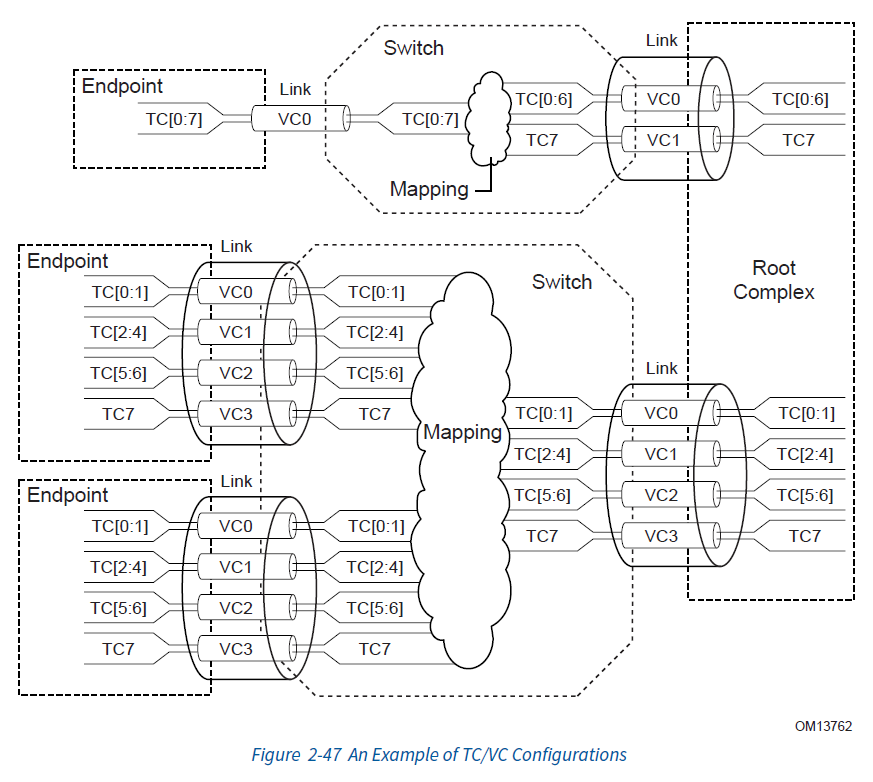 Switch
Link
Endpoint
Link
TC[0:7]
VC0
TC[0:7]
TC[0:6]
VC0
TC[0:6]
TC7
VC1
TC7
Mapping
Root
Complex
Endpoint
Link
Switch
TC[0:1]
VC0
TC[0:1]
TC[2:4]
VC1
TC[2:4]
TC[5:6]
VC2
TC[5:6]
TC7
VC3
TC7
Mapping
Link
TC[0:1]
VC0
TC[0:1]
TC[2:4]
VC1
TC[2:4]
TC[5:6]
VC2
TC[5:6]
TC7
VC3
TC7
Endpoint
Link
TC[0:1]
VC0
TC[0:1]
TC[2:4]
VC1
TC[2:4]
TC[5:6]
VC2
TC[5:6]
TC7
VC3
TC7
OM13762
Figure 2-47 An Example of TC/VC Configurations